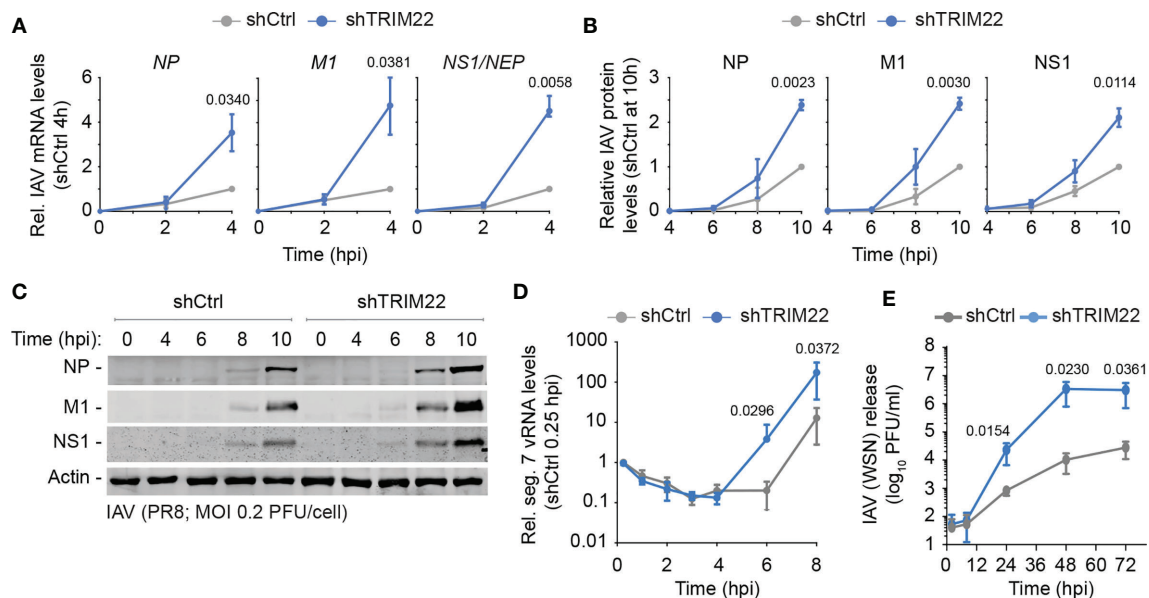 A
shCtrl shTRIM22
NP M1 NS1/NEP
Rel. IAV mRNA levels
(shCtrl 4h)
6
4
2
0
0.0340 0.0381 0.0058
0 2 4 0 2 4 0 2 4
Time (hpi)
B
shCtrl shTRIM22
NP M1 NS1
Relative IAV protein
levels (shCtrl at 10h)
3
2
1
0
0.0023 0.0030 0.0114
4 6 8 10 4 6 8 10 4 6 8 10
Time (hpi)
C
shCtrl shTRIM22
Time (hpi): 0 4 6 8 10 0 4 6 8 10
NP -
M1 -
NS1 -
Actin -
IAV (PR8; MOI 0.2 PFU/cell)
D
shCtrl shTRIM22
Rel. seg. 7 vRNA levels
(shCtrl 0.25 hpi)
1000
100
10
1
0.1
0.01
0.0296
0.0372
0 2 4 6 8
Time (hpi)
E
shCtrl shTRIM22
IAV (WSN) release
(log10 PFU/ml)
8
7
6
5
4
3
2
1
0.0154
0.0230 0.0361
0 12 24 36 48 60 72
Time (hpi)